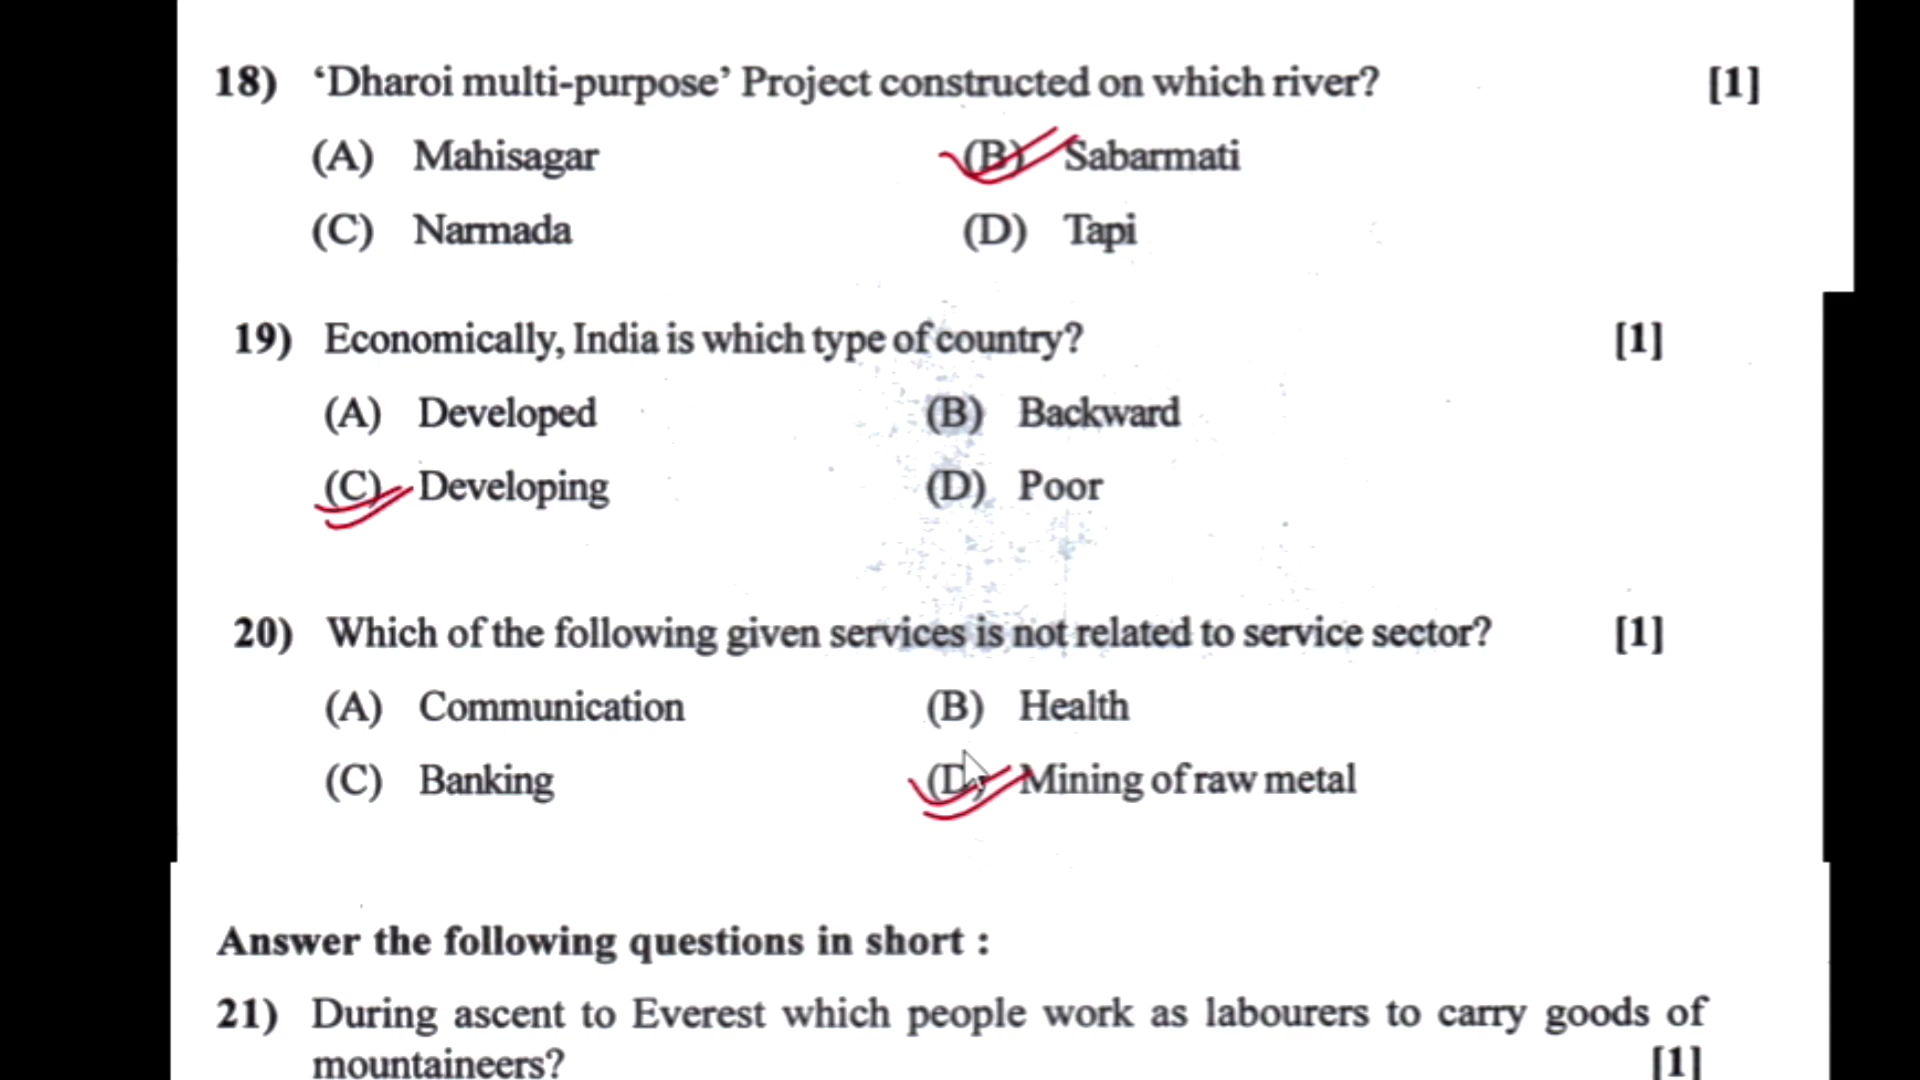 18) ‘Dharoi multi-purpose’ Project constructed on which river? [1]
(A) Mahisagar (B) Sabarmati
(C) Narmada (D) Tapi
19) Economically, India is which type of country? [1]
(A) Developed (B) Backward
(C) Developing (D) Poor
20) Which of the following given services is not related to service sector? [1]
(A) Communication (B) Health
(C) Banking (D) Mining of raw metal
Answer the following questions in short :
21) During ascent to Everest which people work as labourers to carry goods of
mountaineers? [1]